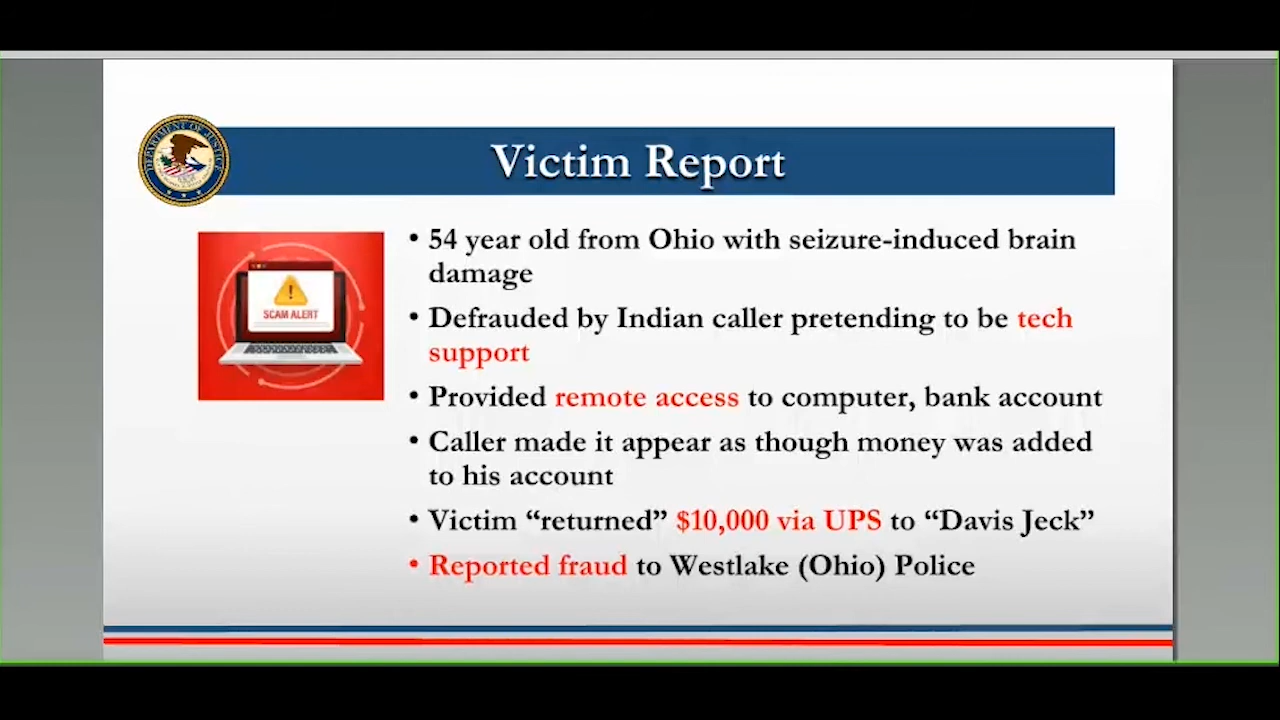 DEPARTMENT OF JUSTICE
Victim Report
SCAM ALERT
• 54 year old from Ohio with seizure-induced brain
damage
• Defrauded by Indian caller pretending to be tech
support
• Provided remote access to computer, bank account
• Caller made it appear as though money was added
to his account
• Victim “returned” $10,000 via UPS to “Davis Jeck”
• Reported fraud to Westlake (Ohio) Police